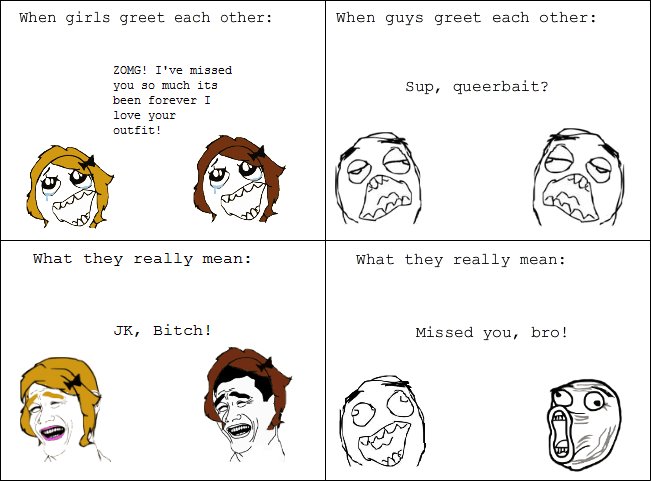 When girls greet each other:
ZOMG! I've missed
you so much its
been forever I
love your
outfit!
When guys greet each other:
Sup, queerbait?
What they really mean:
JK, Bitch!
What they really mean:
Missed you, bro!